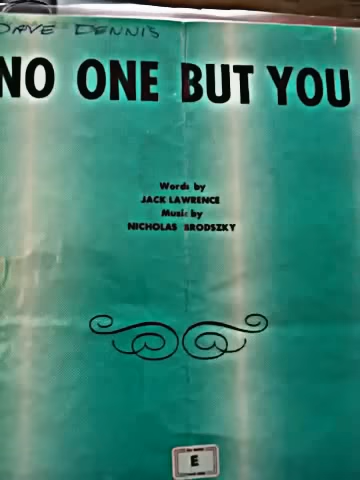 DAVE DENNIS
NO ONE BUT YOU
Words by
JACK LAWRENCE
Music by
NICHOLAS BRODSZKY
E